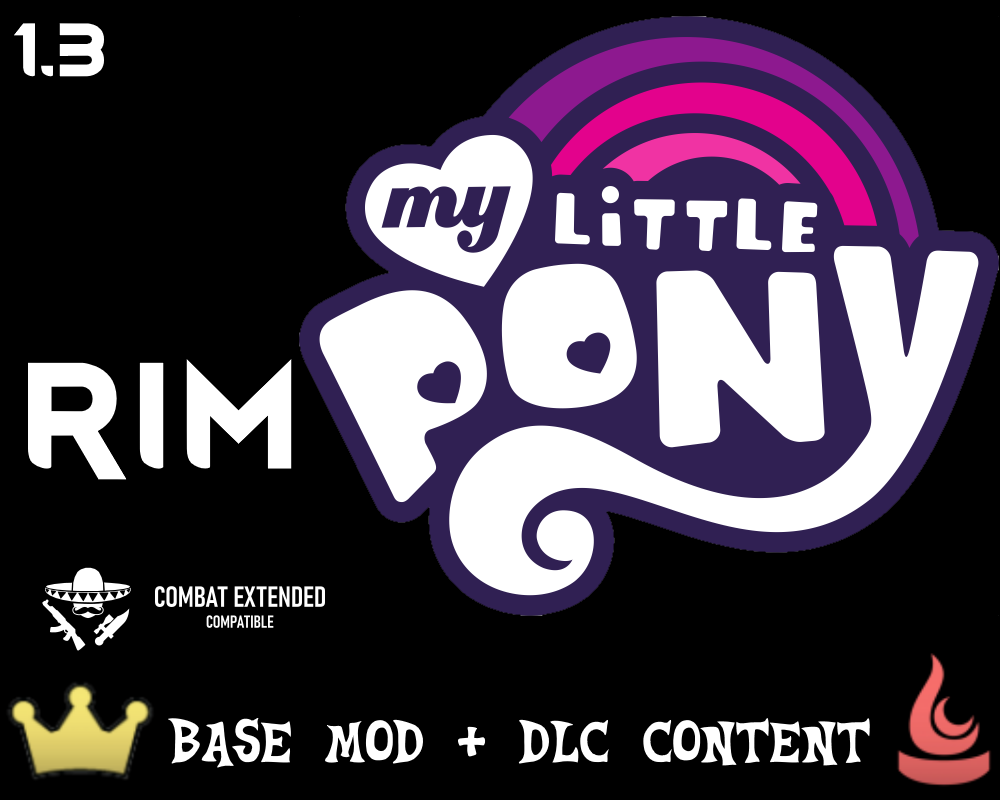 1.3
my LiTTLE
RIM PONY
COMBAT EXTENDED
COMPATIBLE
BASE MOD + DLC CONTENT